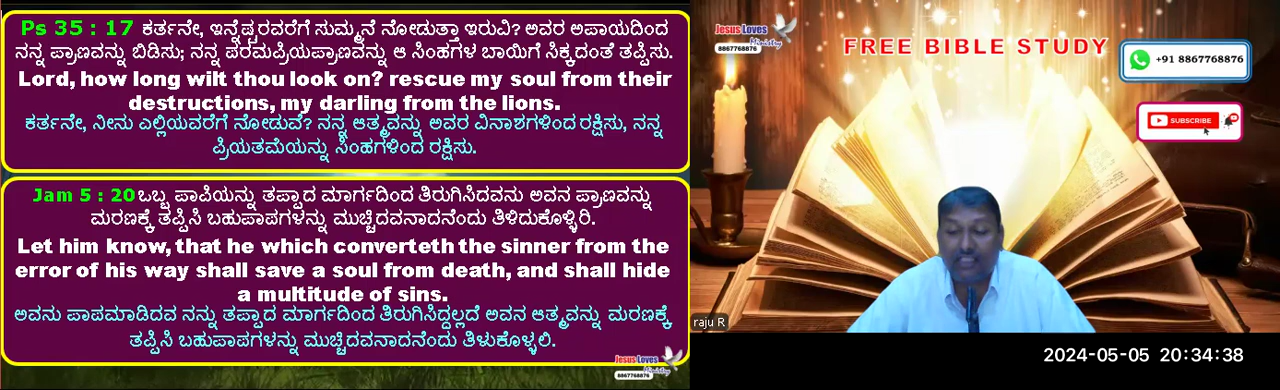 Ps 35 : 17 ಕರ್ತನೇ, ಇನ್ನೆಷ್ಟರವರೆಗೆ ಸುಮ್ಮನೆ ನೋಡುತ್ತಾ ಇರುವಿ? ಅವರ ಅಪಾಯದಿಂದ
ನನ್ನ ಪ್ರಾಣವನ್ನು ಬಿಡಿಸು; ನನ್ನ ಪರಮಪ್ರಿಯಪ್ರಾಣವನ್ನು ಆ ಸಿಂಹಗಳ ಬಾಯಿಗೆ ಸಿಕ್ಕದಂತೆ ತಪ್ಪಿಸು.
Lord, how long wilt thou look on? rescue my soul from their
destructions, my darling from the lions.
ಕರ್ತನೇ, ನೀನು ಎಲ್ಲಿಯವರೆಗೆ ನೋಡುವೆ? ನನ್ನ ಆತ್ಮವನ್ನು ಅವರ ವಿನಾಶಗಳಿಂದ ರಕ್ಷಿಸು, ನನ್ನ
ಪ್ರಿಯತಮೆಯನ್ನು ಸಿಂಹಗಳಿಂದ ರಕ್ಷಿಸು.
Jam 5 : 20 ಒಬ್ಬ ಪಾಪಿಯನ್ನು ತಪ್ಪಾದ ಮಾರ್ಗದಿಂದ ತಿರುಗಿಸಿದವನು ಅವನ ಪ್ರಾಣವನ್ನು
ಮರಣಕ್ಕೆ ತಪ್ಪಿಸಿ ಬಹುಪಾಪಗಳನ್ನು ಮುಚ್ಚಿದವನಾದನೆಂದು ತಿಳಿದುಕೊಳ್ಳಿರಿ.
Let him know, that he which converteth the sinner from the
error of his way shall save a soul from death, and shall hide
a multitude of sins.
ಅವನು ಪಾಪಮಾಡಿದವ ನನ್ನು ತಪ್ಪಾದ ಮಾರ್ಗದಿಂದ ತಿರುಗಿಸಿದ್ದಲ್ಲದೆ ಅವನ ಆತ್ಮವನ್ನು ಮರಣಕ್ಕೆ
ತಪ್ಪಿಸಿ ಬಹುಪಾಪಗಳನ್ನು ಮುಚ್ಚಿದವನಾದನೆಂದು ತಿಳುಕೊಳ್ಳಲಿ.
Jesus Loves
Ministry
8867768876
Jesus Loves
Ministry
8867768876
FREE BIBLE STUDY
+91 8867768876
SUBSCRIBE
raju R
2024-05-05 20:34:38